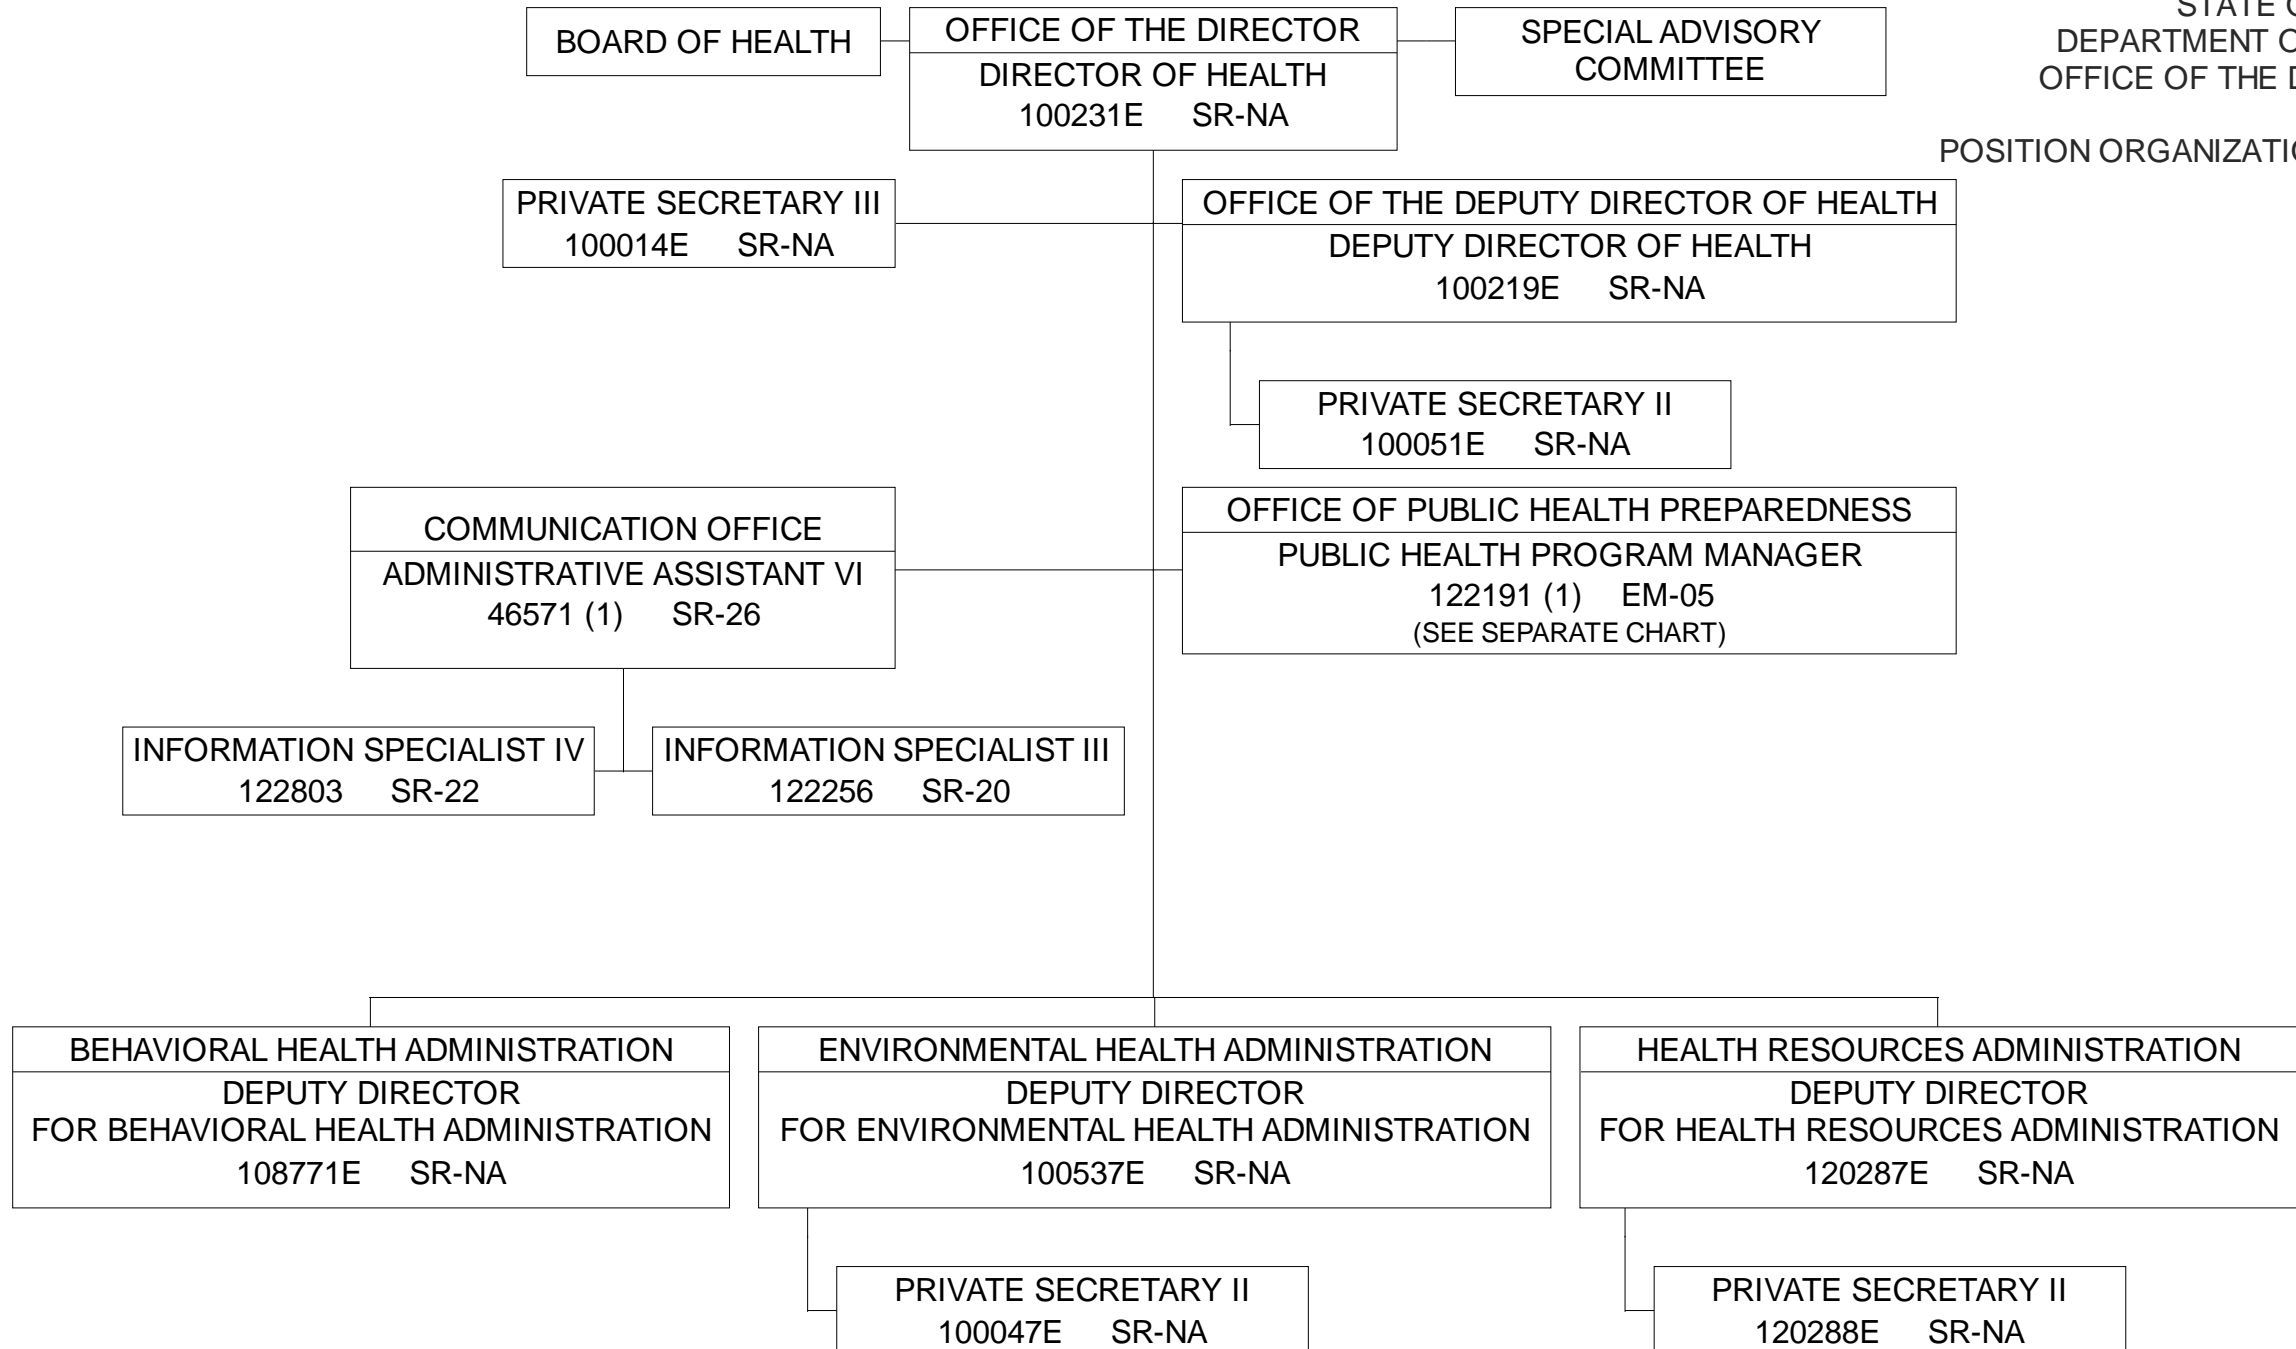 BOARD OF HEALTH
OFFICE OF THE DIRECTOR
DIRECTOR OF HEALTH
100231E SR-NA
SPECIAL ADVISORY
COMMITTEE
STATE
DEPARTMENT
OFFICE OF THE
POSITION
PRIVATE SECRETARY III
100014E SR-NA
OFFICE OF THE DEPUTY DIRECTOR OF HEALTH
DEPUTY DIRECTOR OF HEALTH
100219E SR-NA
PRIVATE SECRETARY II
100051E SR-NA
COMMUNICATION OFFICE
ADMINISTRATIVE ASSISTANT VI
46571 (1) SR-26
OFFICE OF PUBLIC HEALTH PREPAREDNESS
PUBLIC HEALTH PROGRAM MANAGER
122191 (1) EM-05
(SEE SEPARATE CHART)
INFORMATION SPECIALIST IV
122803 SR-22
INFORMATION SPECIALIST III
122256 SR-20
BEHAVIORAL HEALTH ADMINISTRATION
DEPUTY DIRECTOR
FOR BEHAVIORAL HEALTH ADMINISTRATION
108771E SR-NA
ENVIRONMENTAL HEALTH ADMINISTRATION
DEPUTY DIRECTOR
FOR ENVIRONMENTAL HEALTH ADMINISTRATION
100537E SR-NA
HEALTH RESOURCES ADMINISTRATION
DEPUTY DIRECTOR
FOR HEALTH RESOURCES ADMINISTRATION
120287E SR-NA
PRIVATE SECRETARY II
100047E SR-NA
PRIVATE SECRETARY II
120288E SR-NA